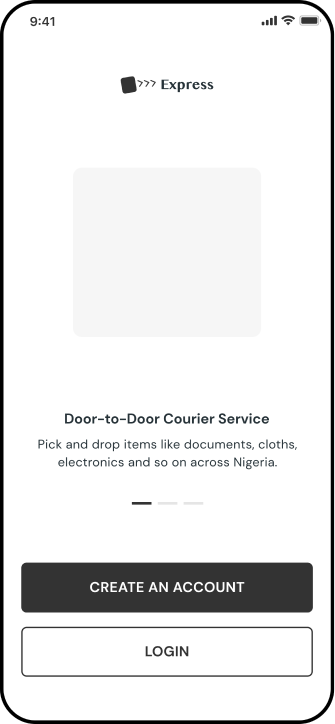 9:41
>>> Express
Door-to-Door Courier Service
Pick and drop items like documents, cloths,
electronics and so on across Nigeria.
CREATE AN ACCOUNT
LOGIN